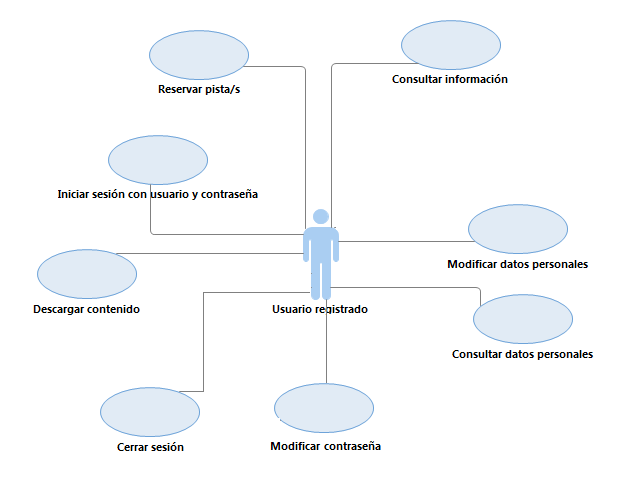 Reservar pista/s
Consultar información
Iniciar sesión con usuario y contraseña
Modificar datos personales
Descargar contenido
Usuario registrado
Consultar datos personales
Cerrar sesión
Modificar contraseña